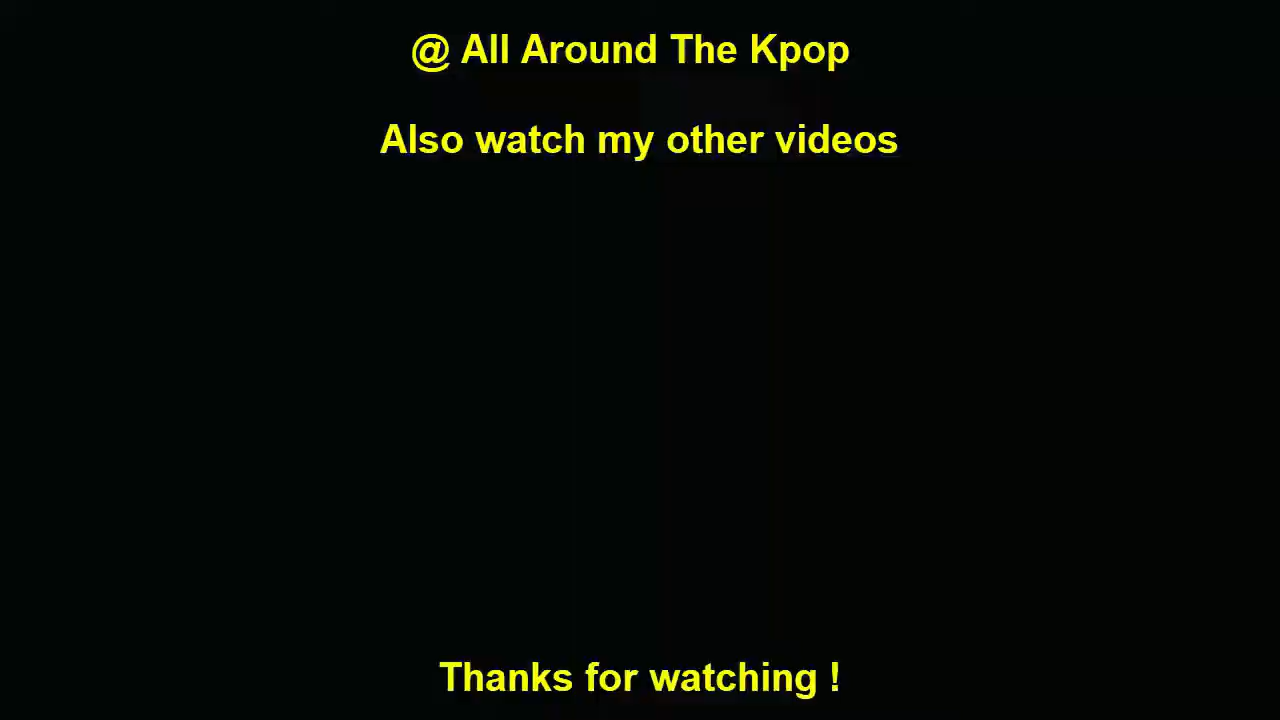 @ All Around The Kpop
Also watch my other videos
Thanks for watching !